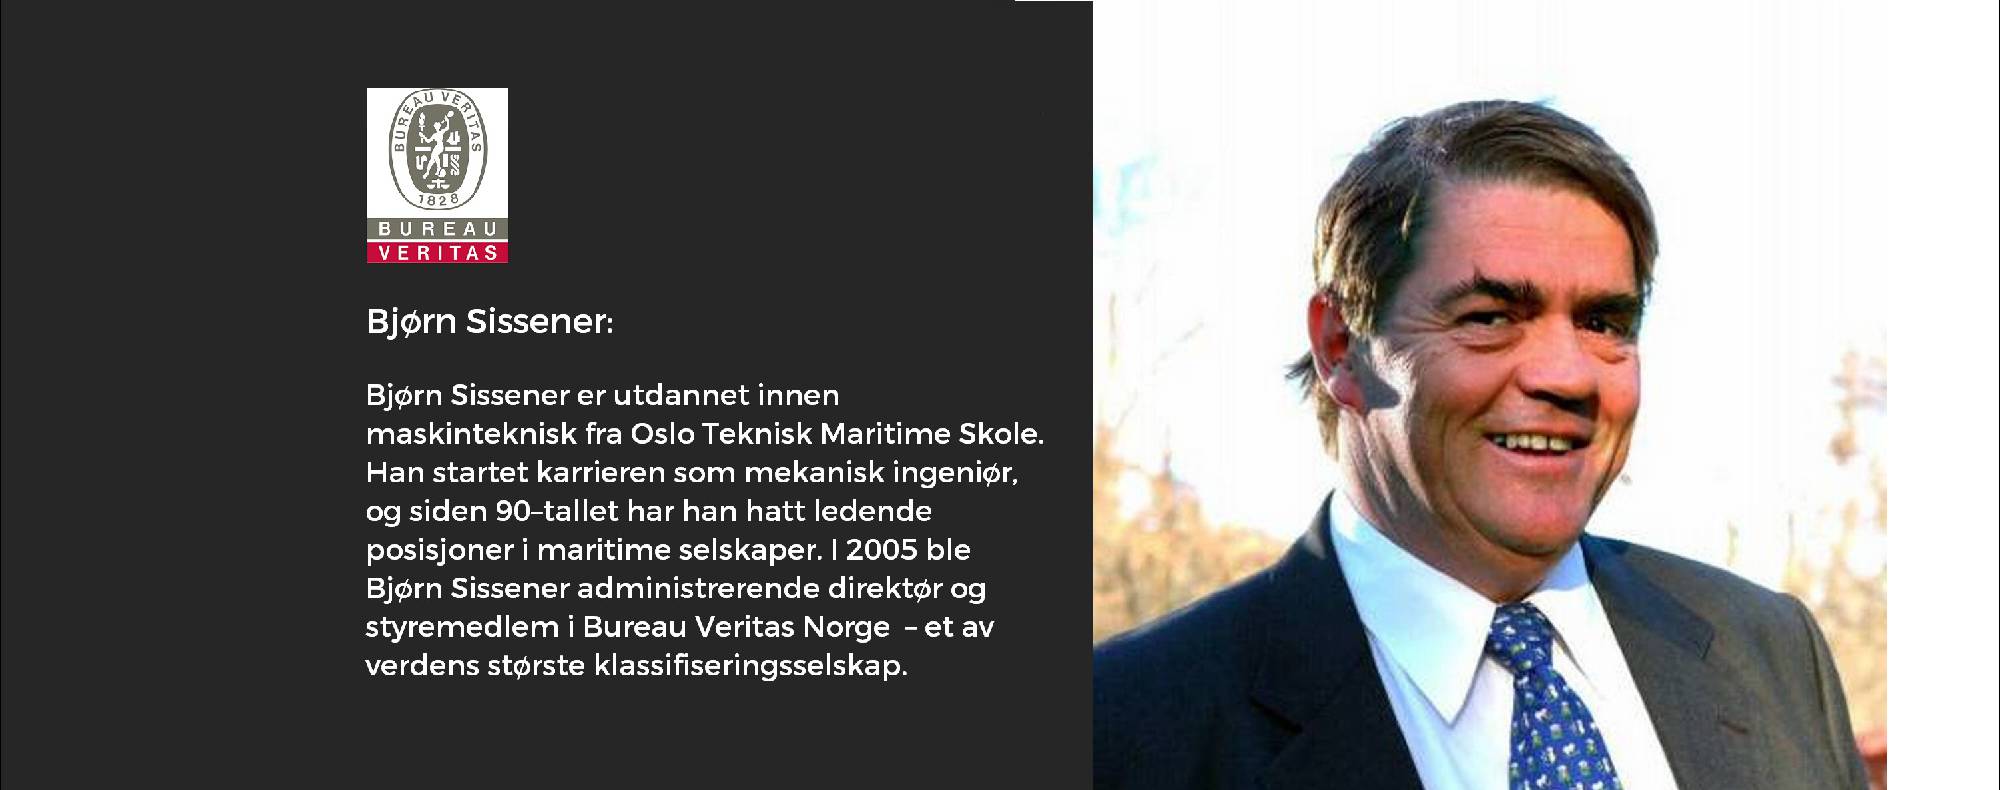 BUREAU VERITAS
1828
BUREAU
VERITAS
Bjørn Sissener:
Bjørn Sissener er utdannet innen
maskinteknisk fra Oslo Teknisk Maritime Skole.
Han startet karrieren som mekanisk ingeniør,
og siden 90-tallet har han hatt ledende
posisjoner i maritime selskaper. I 2005 ble
Bjørn Sissener administrerende direktør og
styremedlem i Bureau Veritas Norge – et av
verdens største klassifiseringsselskap.